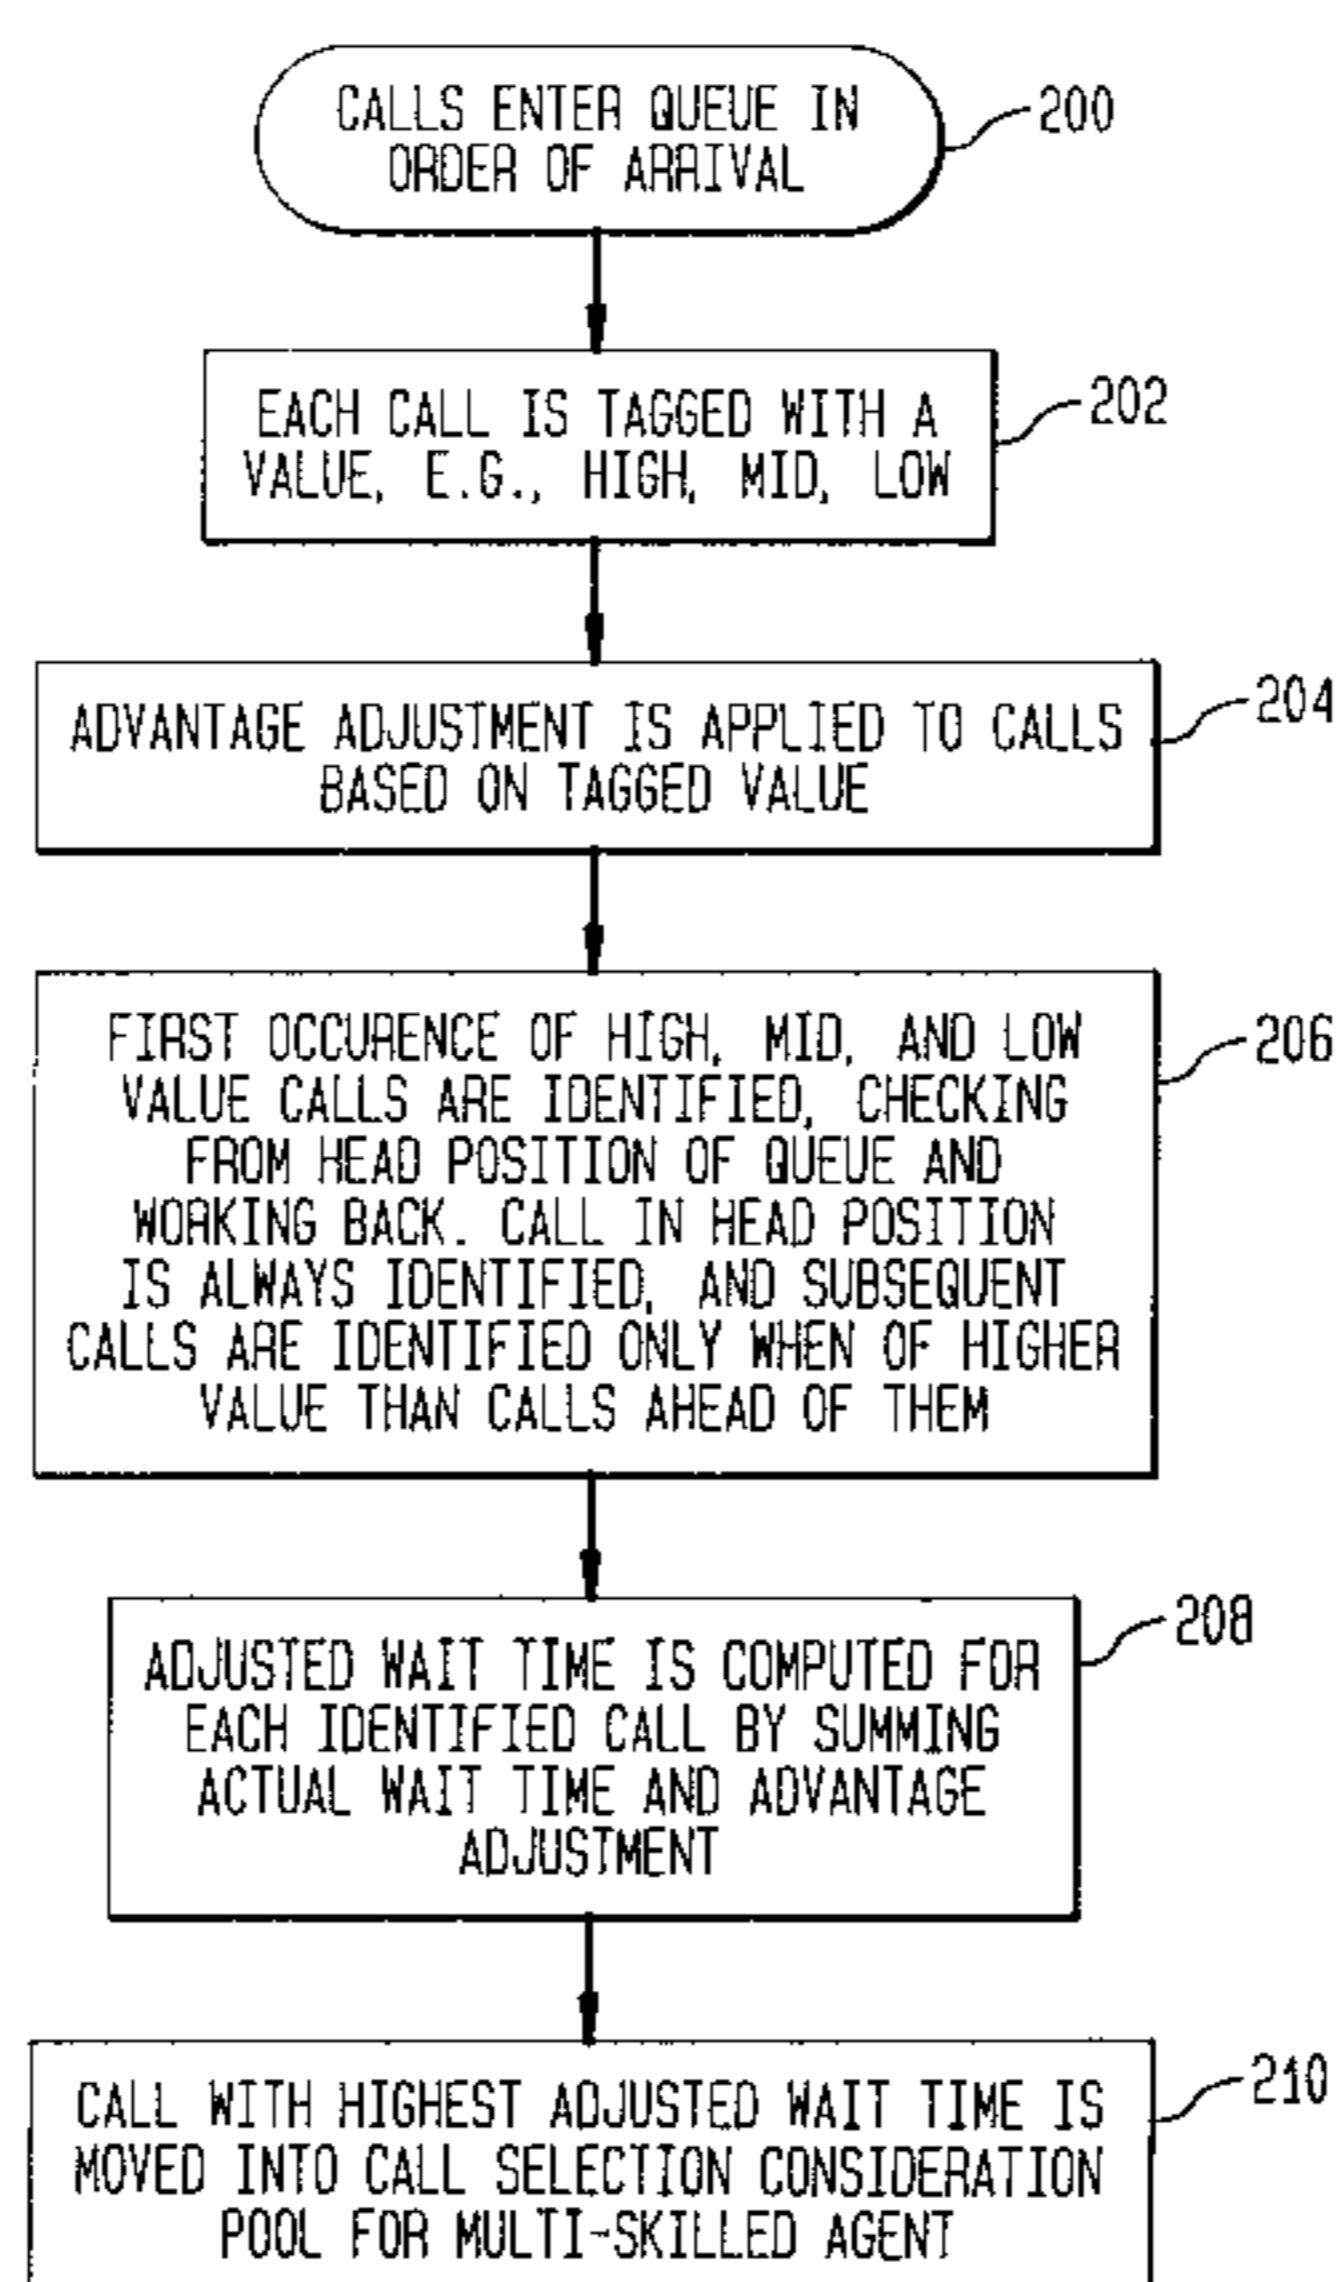 CALLS ENTER QUEUE IN
ORDER OF ARRIVAL
200
EACH CALL IS TAGGED WITH A
VALUE, E.G., HIGH, MID, LOW
202
ADVANTAGE ADJUSTMENT IS APPLIED TO CALLS
BASED ON TAGGED VALUE
204
FIRST OCCURENCE OF HIGH, MID, AND LOW
VALUE CALLS ARE IDENTIFIED, CHECKING
FROM HEAD POSITION OF QUEUE AND
WORKING BACK. CALL IN HEAD POSITION
IS ALWAYS IDENTIFIED, AND SUBSEQUENT
CALLS ARE IDENTIFIED ONLY WHEN OF HIGHER
VALUE THAN CALLS AHEAD OF THEM
206
ADJUSTED WAIT TIME IS COMPUTED FOR
EACH IDENTIFIED CALL BY SUMMING
ACTUAL WAIT TIME AND ADVANTAGE
ADJUSTMENT
208
CALL WITH HIGHEST ADJUSTED WAIT TIME IS
MOVED INTO CALL SELECTION CONSIDERATION
POOL FOR MULTI-SKILLED AGENT
210